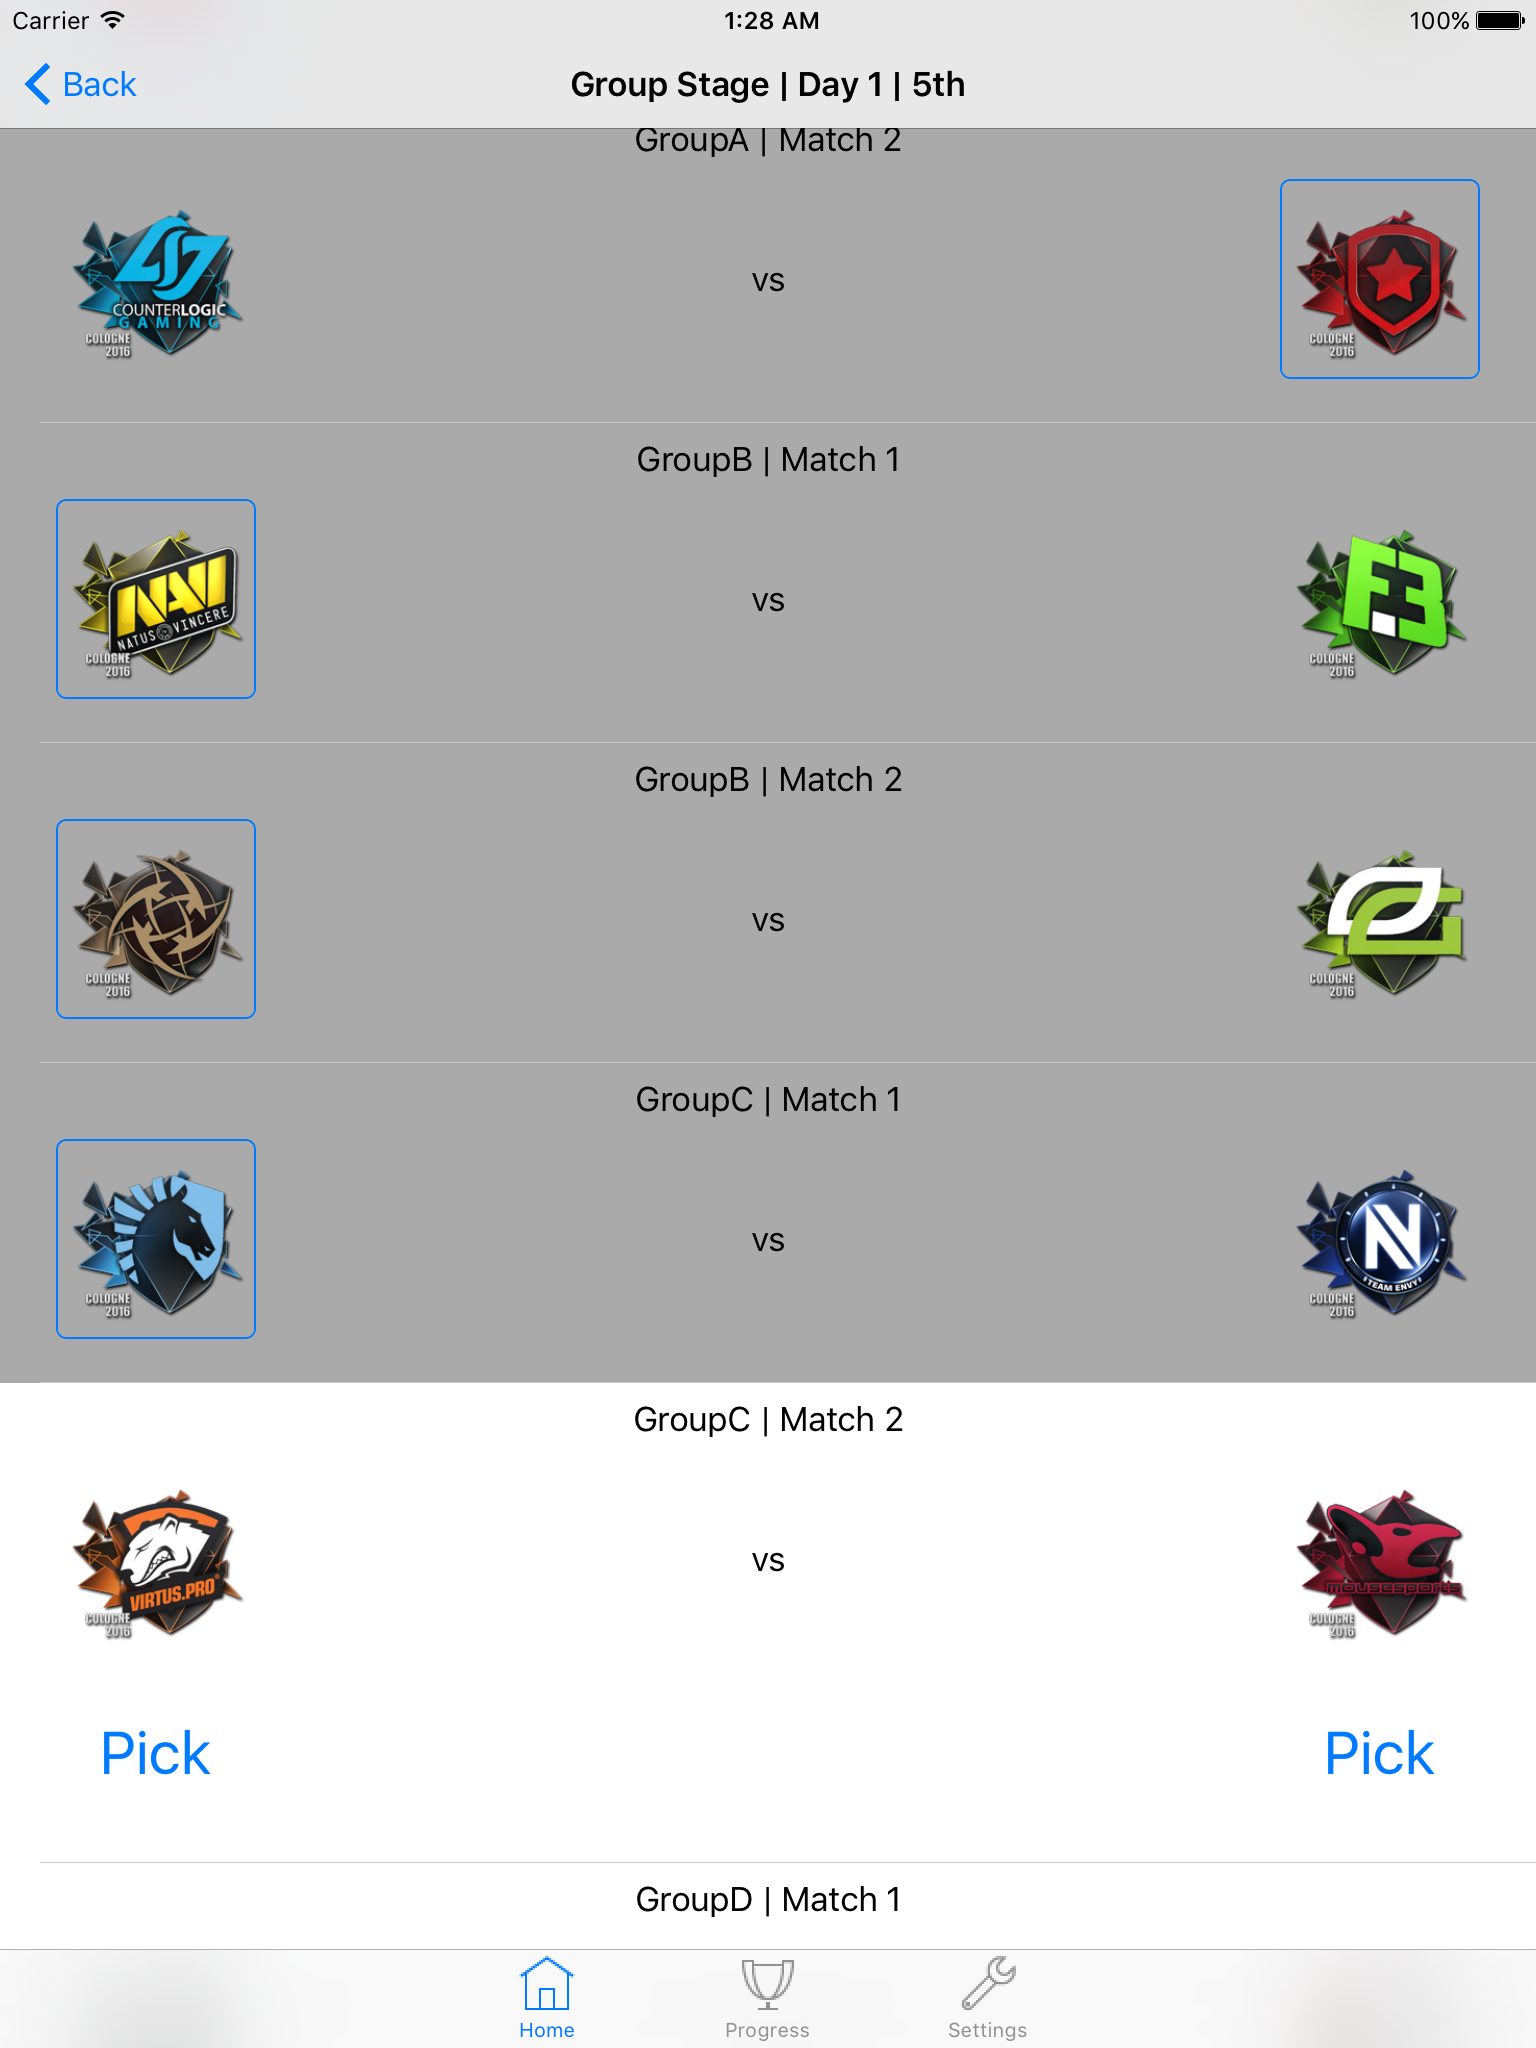 Carrier 1:28 AM 100%
Back Group Stage | Day 1 | 5th
GroupA | Match 2
COUNTERLOGIC
GAMING
COLOGNE
2016
vs
COLOGNE
2016
GroupB | Match 1
NAVI
NATUS VINCERE
COLOGNE
2016
vs
F.3
COLOGNE
2016
GroupB | Match 2
COLOGNE
2016
vs
COLOGNE
2016
GroupC | Match 1
COLOGNE
2016
vs
TEAM ENVY
COLOGNE
2016
GroupC | Match 2
VIRTUS.PRO
COLOGNE
2016
vs
mousesports
COLOGNE
2016
Pick Pick
GroupD | Match 1
Home Progress Settings